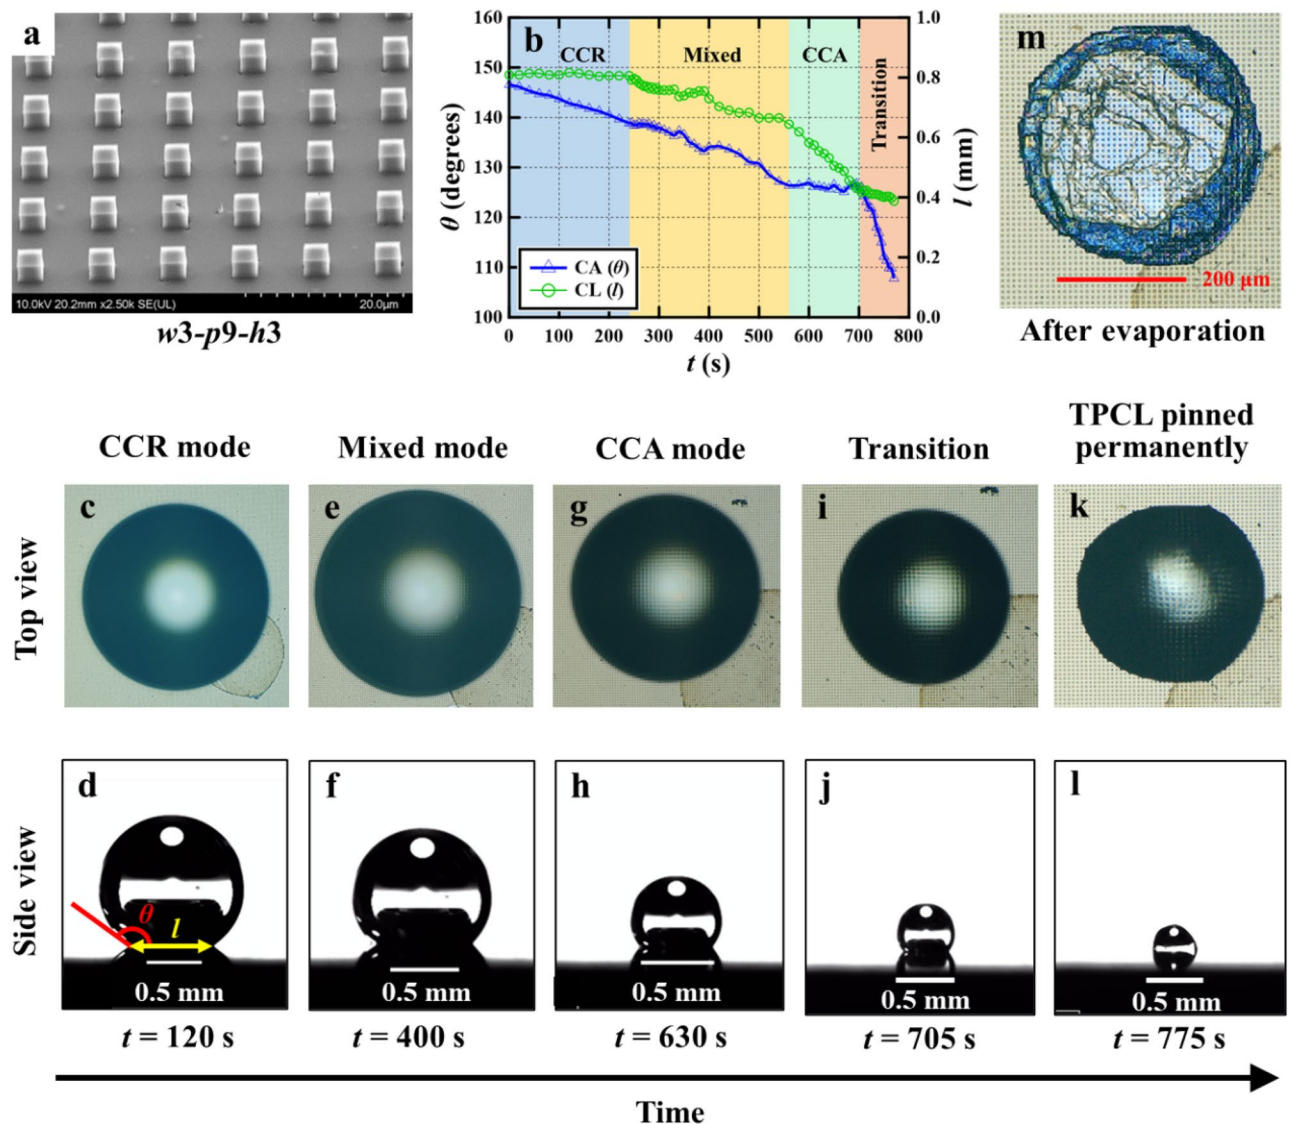 a
10.0kV 20.2mm x2.50k SE(UL)
20.0μm
w3-p9-h3
b
CCR
Mixed
CCA
Transition
160
150
140
130
120
110
100
θ (degrees)
1.0
0.8
0.6
0.4
0.2
0.0
l (mm)
CA (θ)
CL (l)
0 100 200 300 400 500 600 700 800
t (s)
m
200 μm
After evaporation
CCR mode
Mixed mode
CCA mode
Transition
TPCL pinned
permanently
Top view
c
e
g
i
k
Side view
d
θ
l
0.5 mm
f
0.5 mm
h
0.5 mm
j
0.5 mm
l
0.5 mm
t = 120 s
t = 400 s
t = 630 s
t = 705 s
t = 775 s
Time